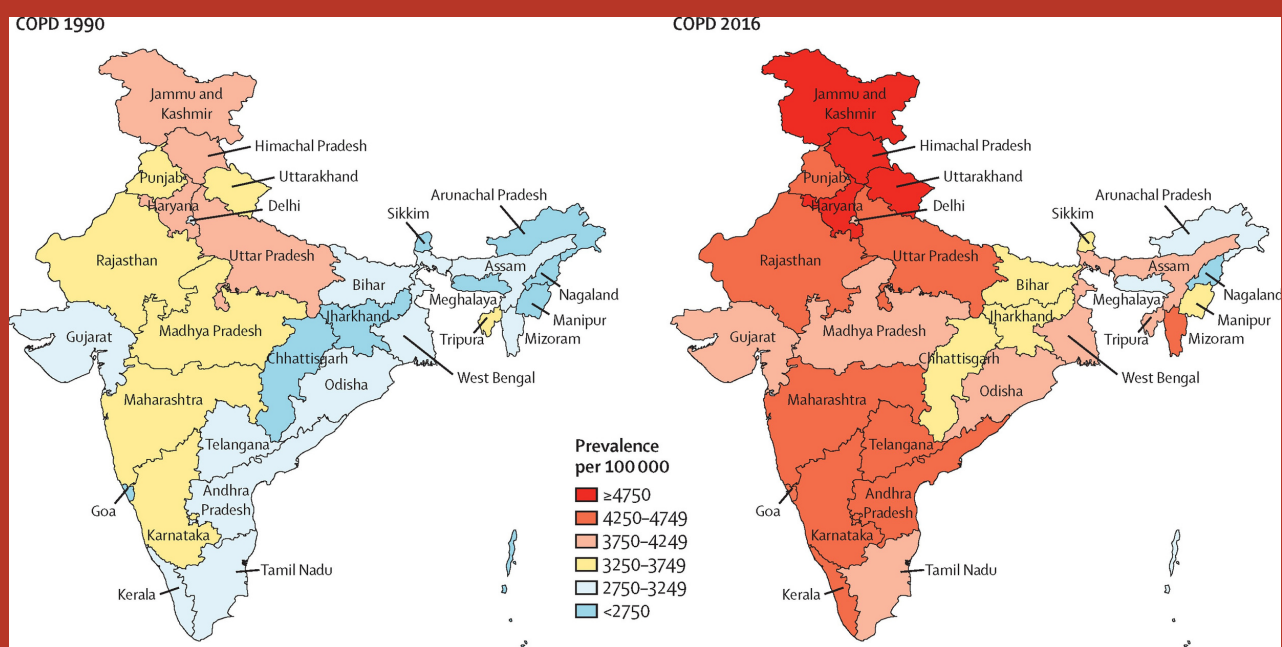 COPD 1990
Jammu and
Kashmir
Himachal Pradesh
Punjab
Uttarakhand
Haryana
Delhi
Arunachal Pradesh
Sikkim
Rajasthan
Uttar Pradesh
Assam
Bihar
Nagaland
Meghalaya
Jharkhand
Manipur
Gujarat
Madhya Pradesh
Tripura
Mizoram
Chhattisgarh
West Bengal
Odisha
Maharashtra
Telangana
Andhra
Pradesh
Goa
Karnataka
Tamil Nadu
Kerala
Prevalence
per 100 000
≥4750
4250–4749
3750–4249
3250–3749
2750–3249
<2750
COPD 2016
Jammu and
Kashmir
Himachal Pradesh
Punjab
Uttarakhand
Haryana
Delhi
Arunachal Pradesh
Sikkim
Rajasthan
Uttar Pradesh
Assam
Bihar
Nagaland
Meghalaya
Jharkhand
Manipur
Gujarat
Madhya Pradesh
Tripura
Mizoram
Chhattisgarh
West Bengal
Odisha
Maharashtra
Telangana
Andhra
Pradesh
Goa
Karnataka
Tamil Nadu
Kerala